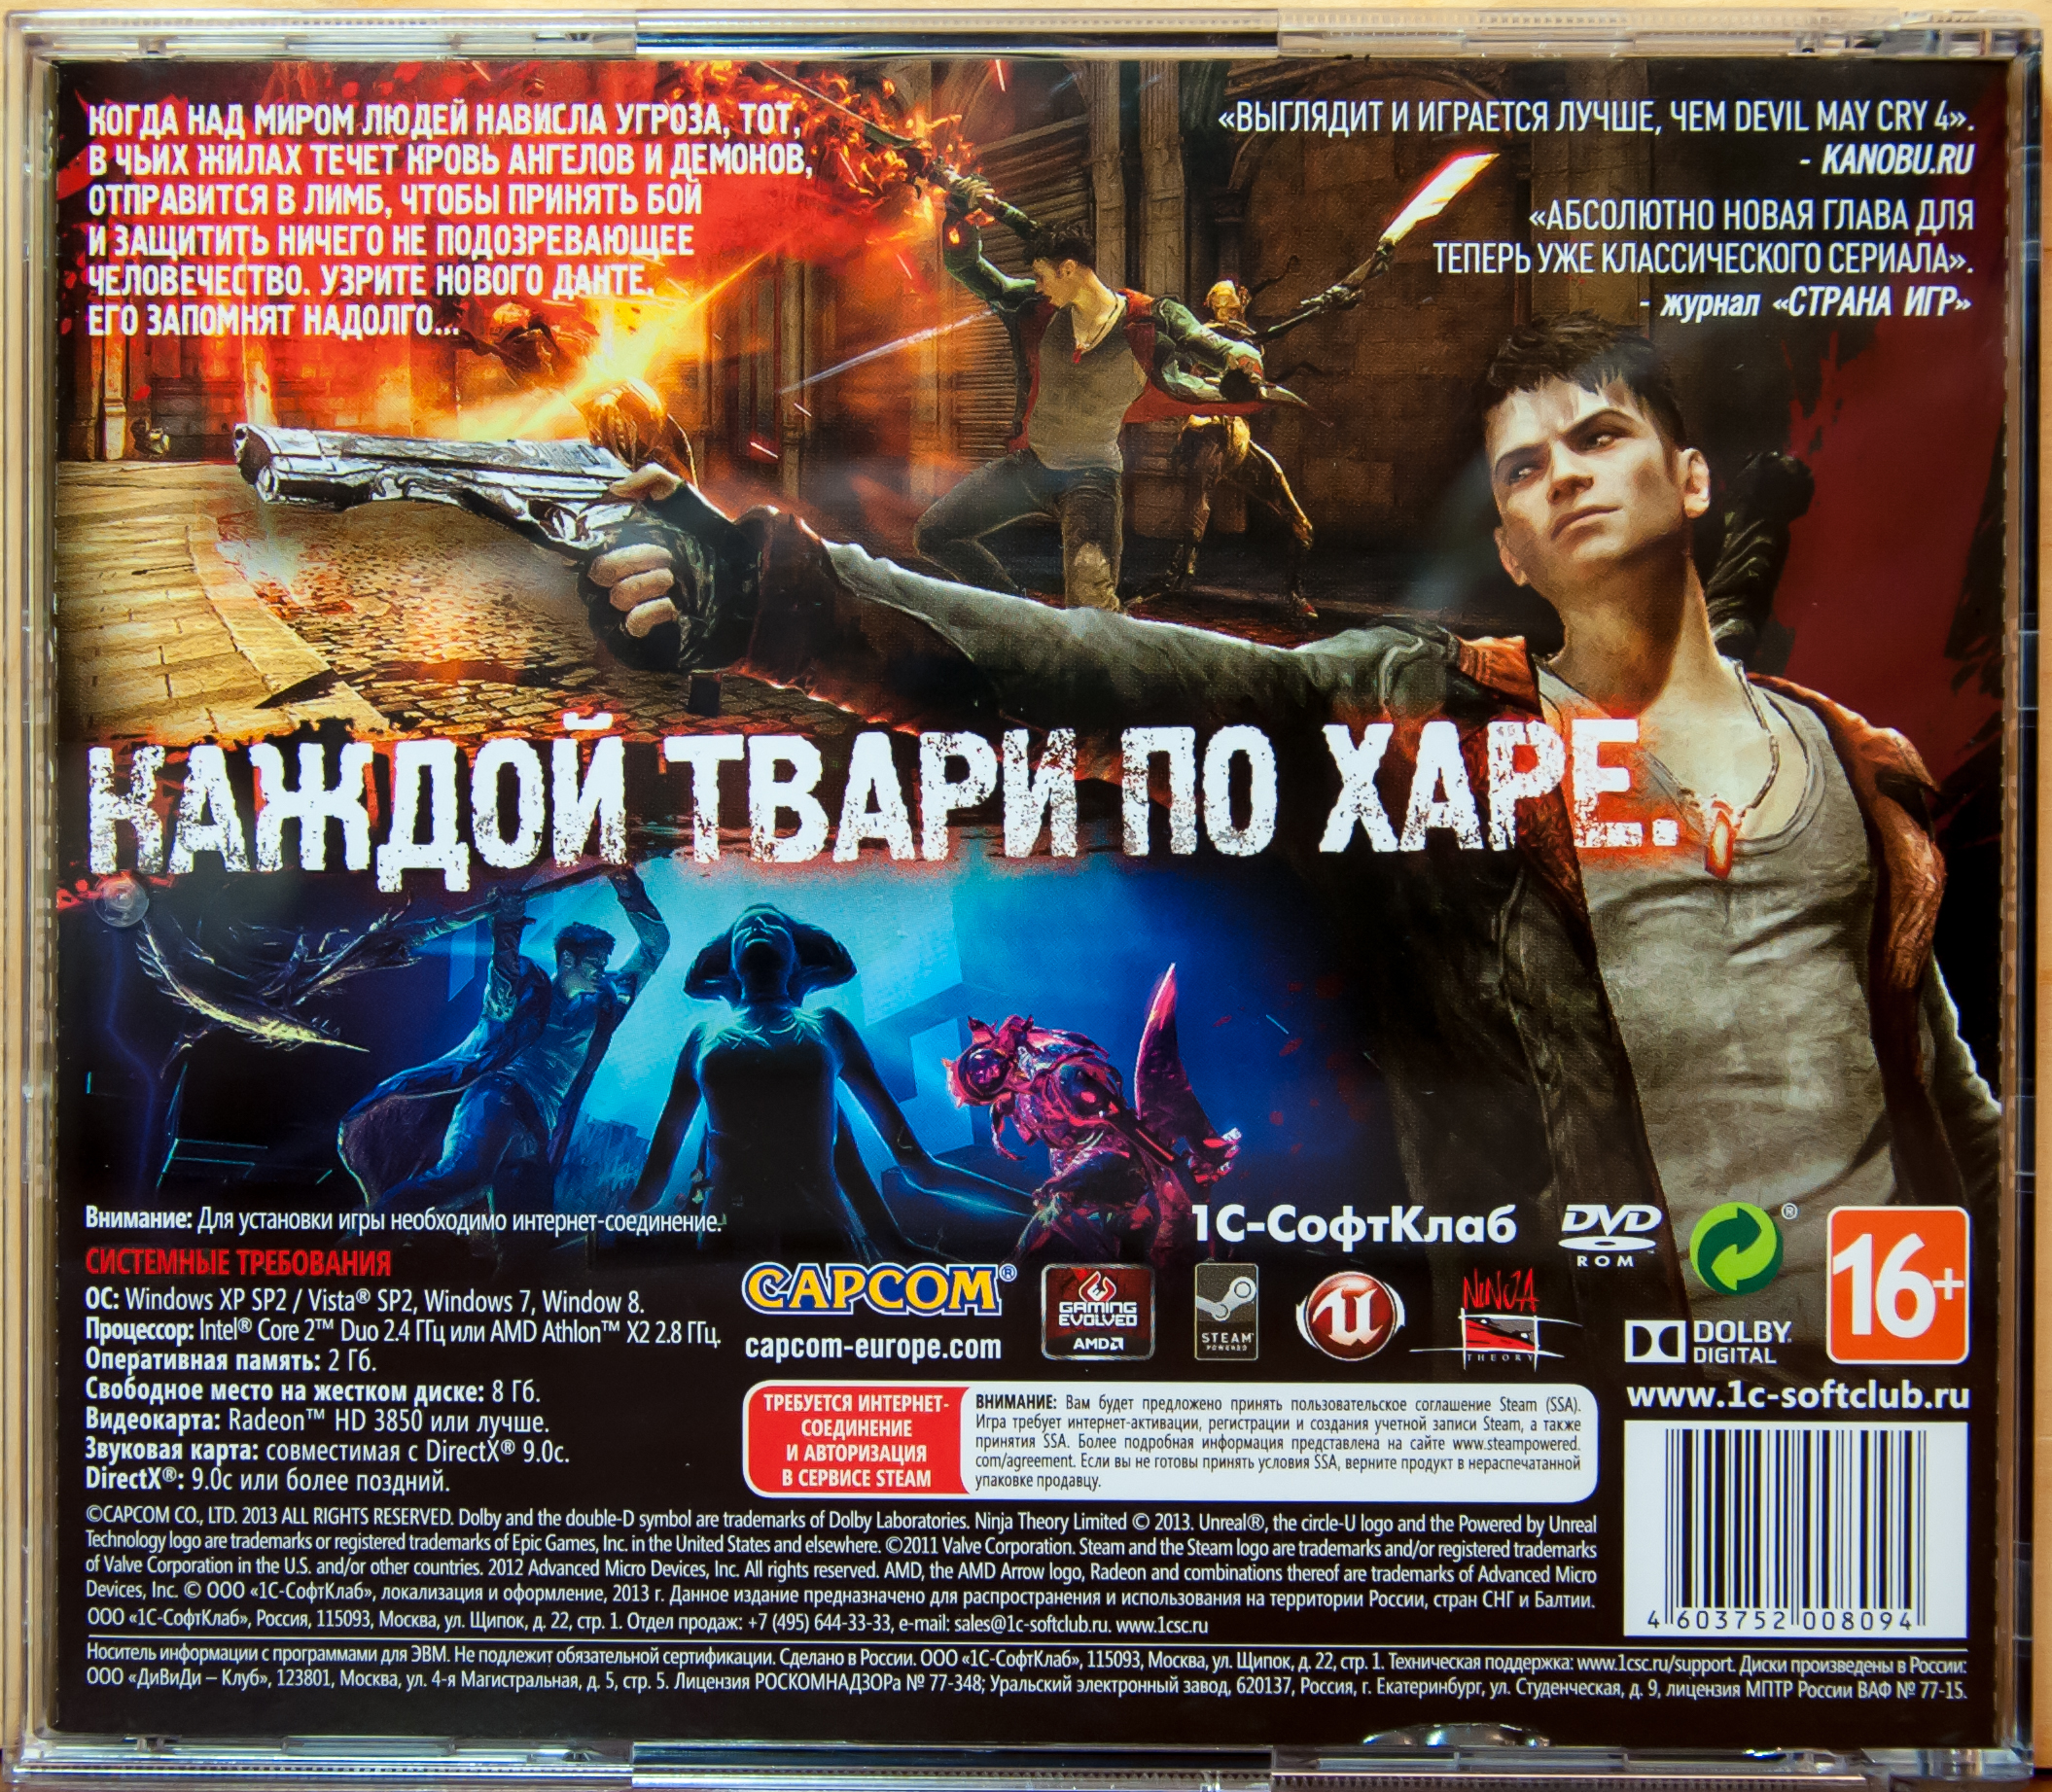 КОГДА НАД МИРОМ ЛЮДЕЙ НАВИСЛА УГРОЗА, ТОТ,
В ЧЬИХ ЖИЛАХ ТЕЧЕТ КРОВЬ АНГЕЛОВ И ДЕМОНОВ,
ОТПРАВИТСЯ В ЛИМБ, ЧТОБЫ ПРИНЯТЬ БОЙ
И ЗАЩИТИТЬ НИЧЕГО НЕ ПОДОЗРЕВАЮЩЕЕ
ЧЕЛОВЕЧЕСТВО. УЗРИТЕ НОВОГО ДАНТЕ.
ЕГО ЗАПОМНЯТ НАДОЛГО...
«ВЫГЛЯДИТ И ИГРАЕТСЯ ЛУЧШЕ, ЧЕМ DEVIL MAY CRY 4».
- KANOBU.RU
«АБСОЛЮТНО НОВАЯ ГЛАВА ДЛЯ
ТЕПЕРЬ УЖЕ КЛАССИЧЕСКОГО СЕРИАЛА».
- журнал «СТРАНА ИГР»
КАЖДОЙ ТВАРИ ПО ХАРЕ.
Внимание: Для установки игры необходимо интернет-соединение.
СИСТЕМНЫЕ ТРЕБОВАНИЯ
ОС: Windows XP SP2 / Vista® SP2, Windows 7, Window 8.
Процессор: Intel® Core 2™ Duo 2.4 ГГц или AMD Athlon™ X2 2.8 ГГц.
Оперативная память: 2 Гб.
Свободное место на жестком диске: 8 Гб.
Видеокарта: Radeon™ HD 3850 или лучше.
Звуковая карта: совместимая с DirectX® 9.0c.
DirectX®: 9.0c или более поздний.
1С-СофтКлаб
DVD
ROM
®
16+
CAPCOM®
capcom-europe.com
GAMING
EVOLVED
AMD
STEAM
POWERED
NINJA
THEORY
DOLBY
DIGITAL
www.1c-softclub.ru
ТРЕБУЕТСЯ ИНТЕРНЕТ-
СОЕДИНЕНИЕ
И АВТОРИЗАЦИЯ
В СЕРВИСЕ STEAM
ВНИМАНИЕ: Вам будет предложено принять пользовательское соглашение Steam (SSA).
Игра требует интернет-активации, регистрации и создания учетной записи Steam, а также
принятия SSA. Более подробная информация представлена на сайте www.steampowered.
com/agreement. Если вы не готовы принять условия SSA, верните продукт в нераспечатанной
упаковке продавцу.
©CAPCOM CO., LTD. 2013 ALL RIGHTS RESERVED. Dolby and the double-D symbol are trademarks of Dolby Laboratories. Ninja Theory Limited © 2013. Unreal®, the circle-U logo and the Powered by Unreal
Technology logo are trademarks or registered trademarks of Epic Games, Inc. in the United States and elsewhere. ©2011 Valve Corporation. Steam and the Steam logo are trademarks and/or registered trademarks
of Valve Corporation in the U.S. and/or other countries. 2012 Advanced Micro Devices, Inc. All rights reserved. AMD, the AMD Arrow logo, Radeon and combinations thereof are trademarks of Advanced Micro
Devices, Inc. © ООО «1С-СофтКлаб», локализация и оформление, 2013 г. Данное издание предназначено для распространения и использования на территории России, стран СНГ и Балтии.
ООО «1С-СофтКлаб», Россия, 115093, Москва, ул. Щипок, д. 22, стр. 1. Отдел продаж: +7 (495) 644-33-33, e-mail: sales@1c-softclub.ru. www.1csc.ru
4 603752 008094
Носитель информации с программами для ЭВМ. Не подлежит обязательной сертификации. Сделано в России. ООО «1С-СофтКлаб», 115093, Москва, ул. Щипок, д. 22, стр. 1. Техническая поддержка: www.1csc.ru/support. Диски произведены в России:
ООО «ДиВиДи – Клуб», 123801, Москва, ул. 4-я Магистральная, д. 5, стр. 5. Лицензия РОСКОМНАДЗОРа № 77-348; Уральский электронный завод, 620137, Россия, г. Екатеринбург, ул. Студенческая, д. 9, лицензия МПТР России ВАФ № 77-15.